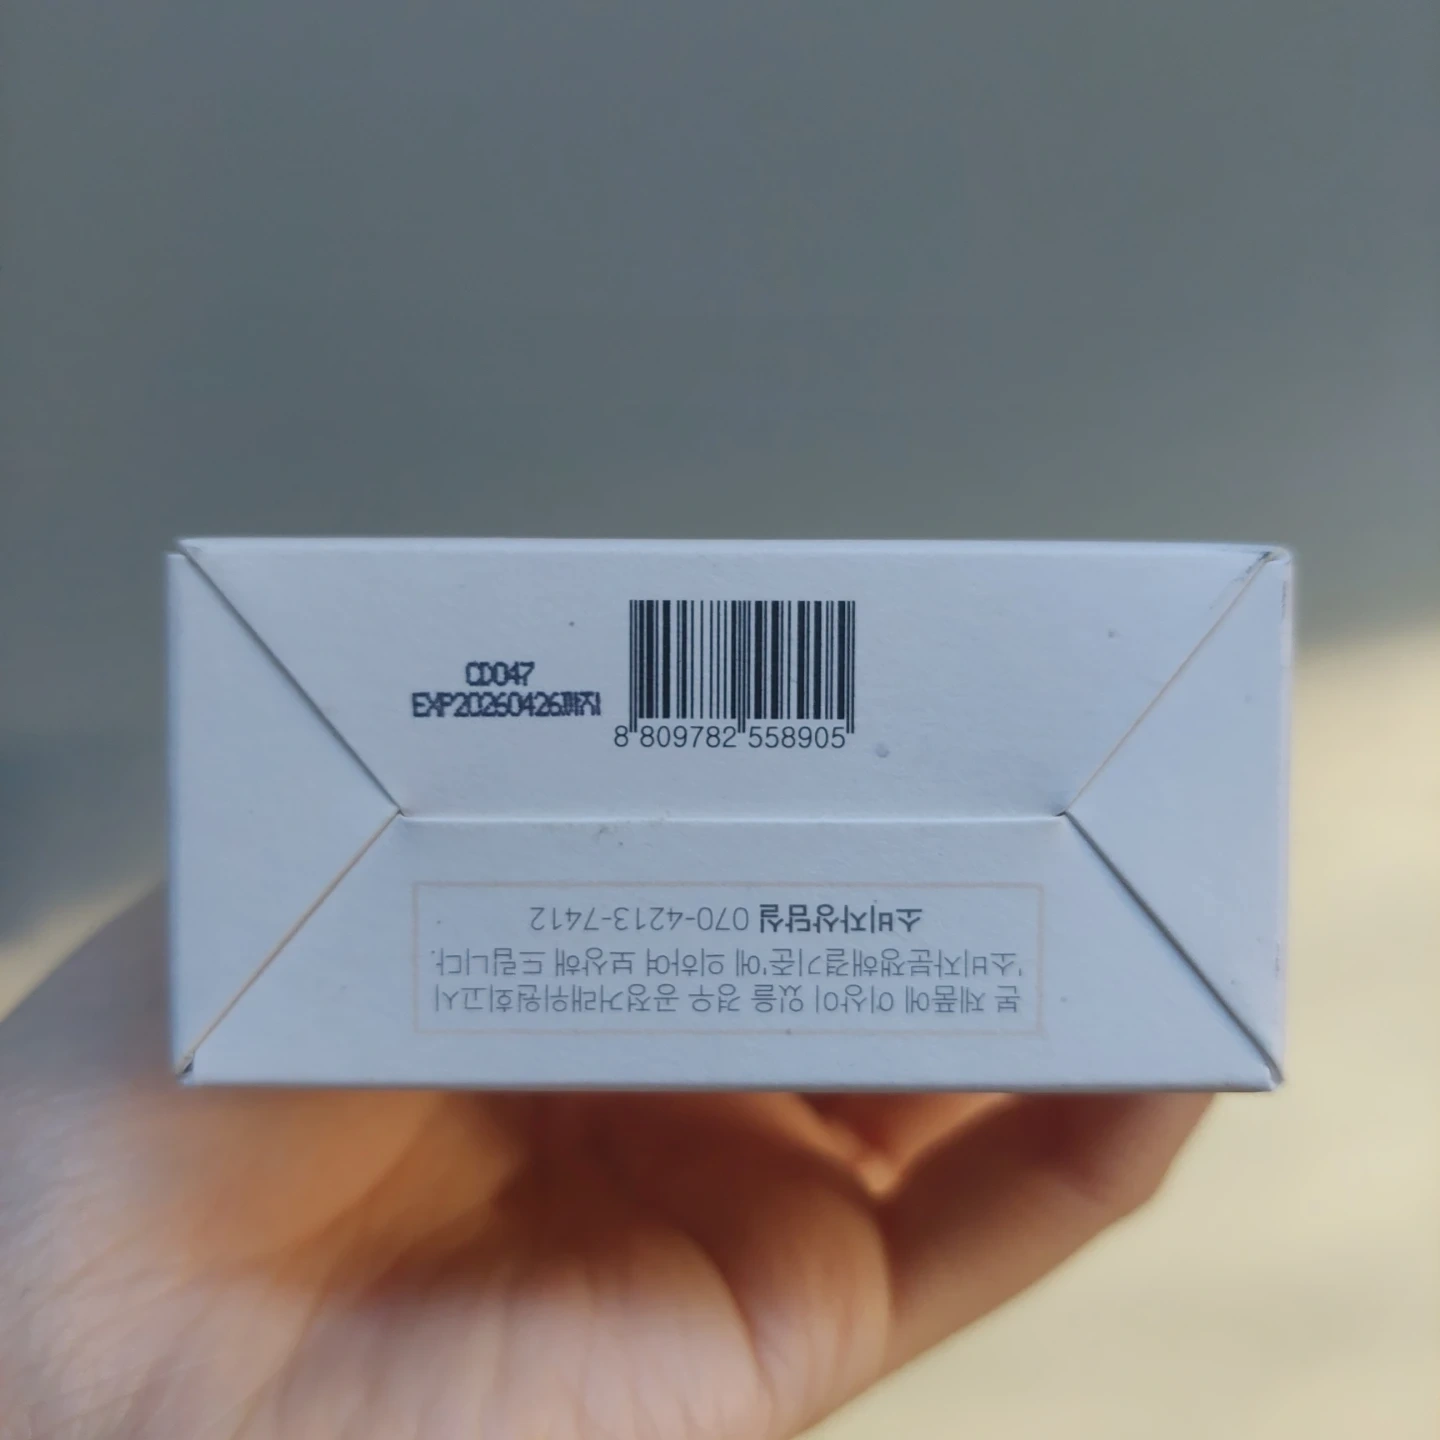 CD047
EXP20260426까지
8 809782 558905
본 제품에 이상이 있을 경우 공정거래위원회고시
'소비자분쟁해결기준'에 의하여 보상해 드립니다.
소비자상담실 070-4213-7412